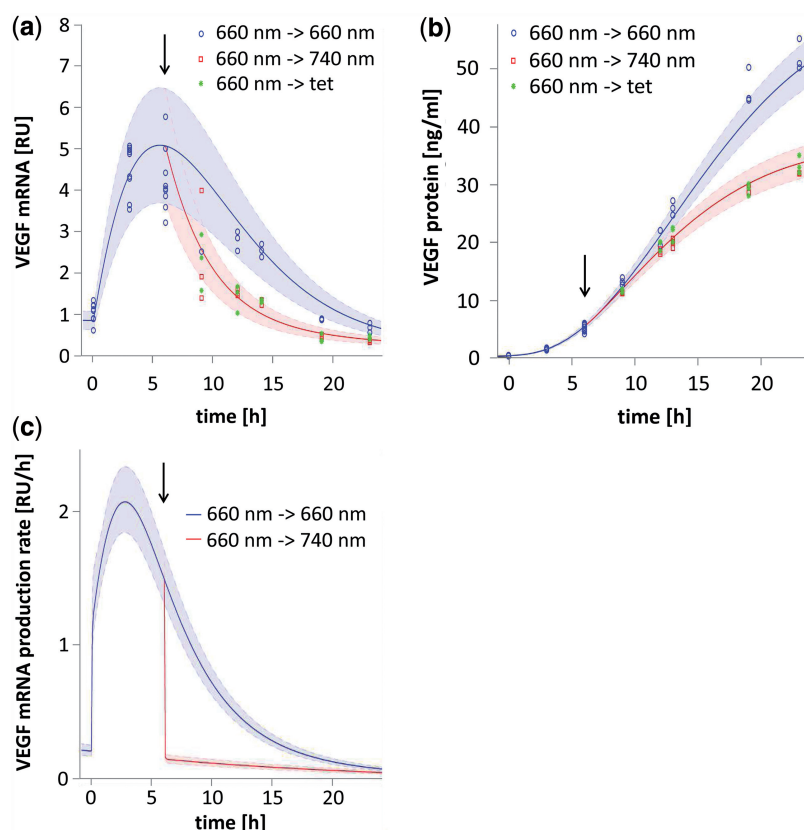 (a)
660 nm -> 660 nm
660 nm -> 740 nm
660 nm -> tet
VEGF mRNA [RU]
8
7
6
5
4
3
2
1
0
0 5 10 15 20
time [h]
(b)
660 nm -> 660 nm
660 nm -> 740 nm
660 nm -> tet
VEGF protein [ng/ml]
50
40
30
20
10
0
0 5 10 15 20
time [h]
(c)
660 nm -> 660 nm
660 nm -> 740 nm
VEGF mRNA production rate [RU/h]
2
1
0
0 5 10 15 20
time [h]